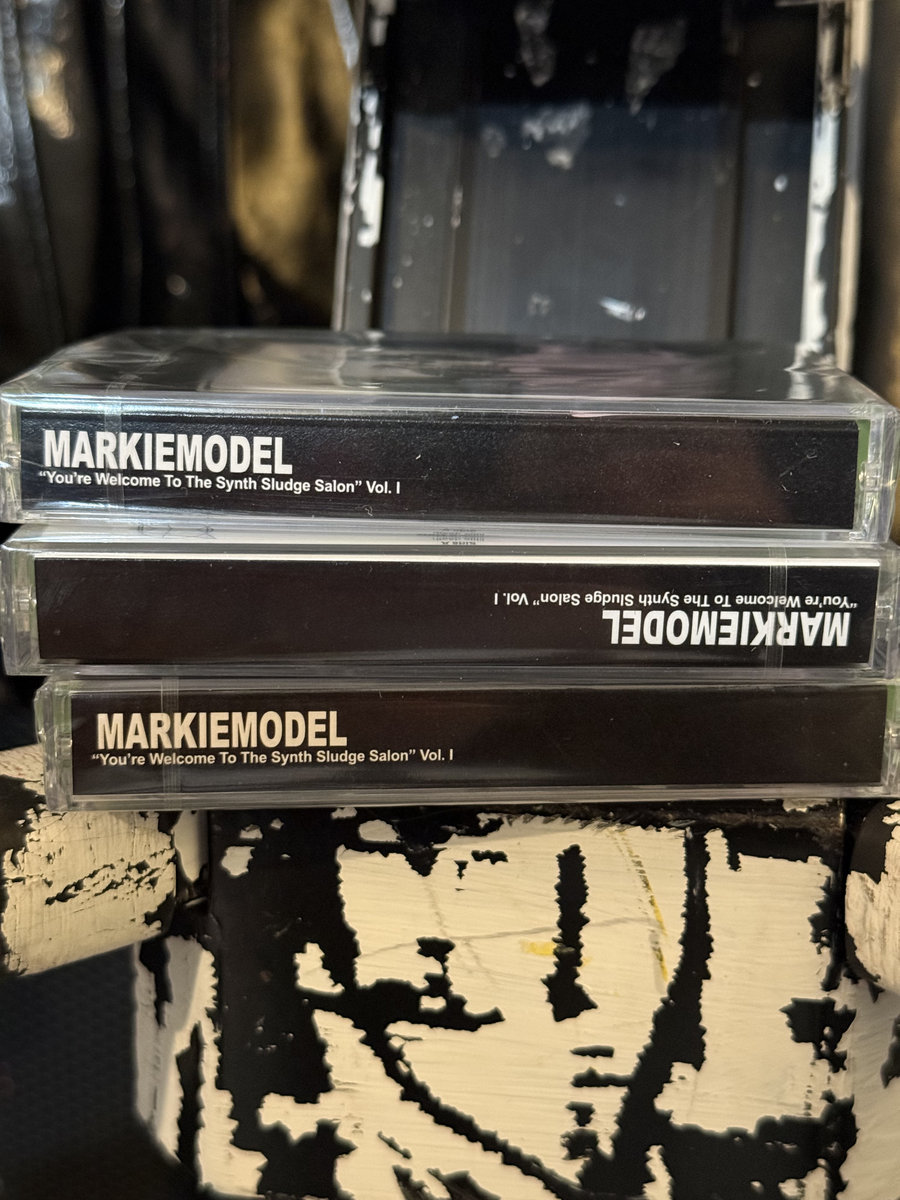 MARKIEMODEL
“You’re Welcome To The Synth Sludge Salon” Vol. I
MARKIEMODEL
“You’re Welcome To The Synth Sludge Salon” Vol. I
MARKIEMODEL
“You’re Welcome To The Synth Sludge Salon” Vol. I